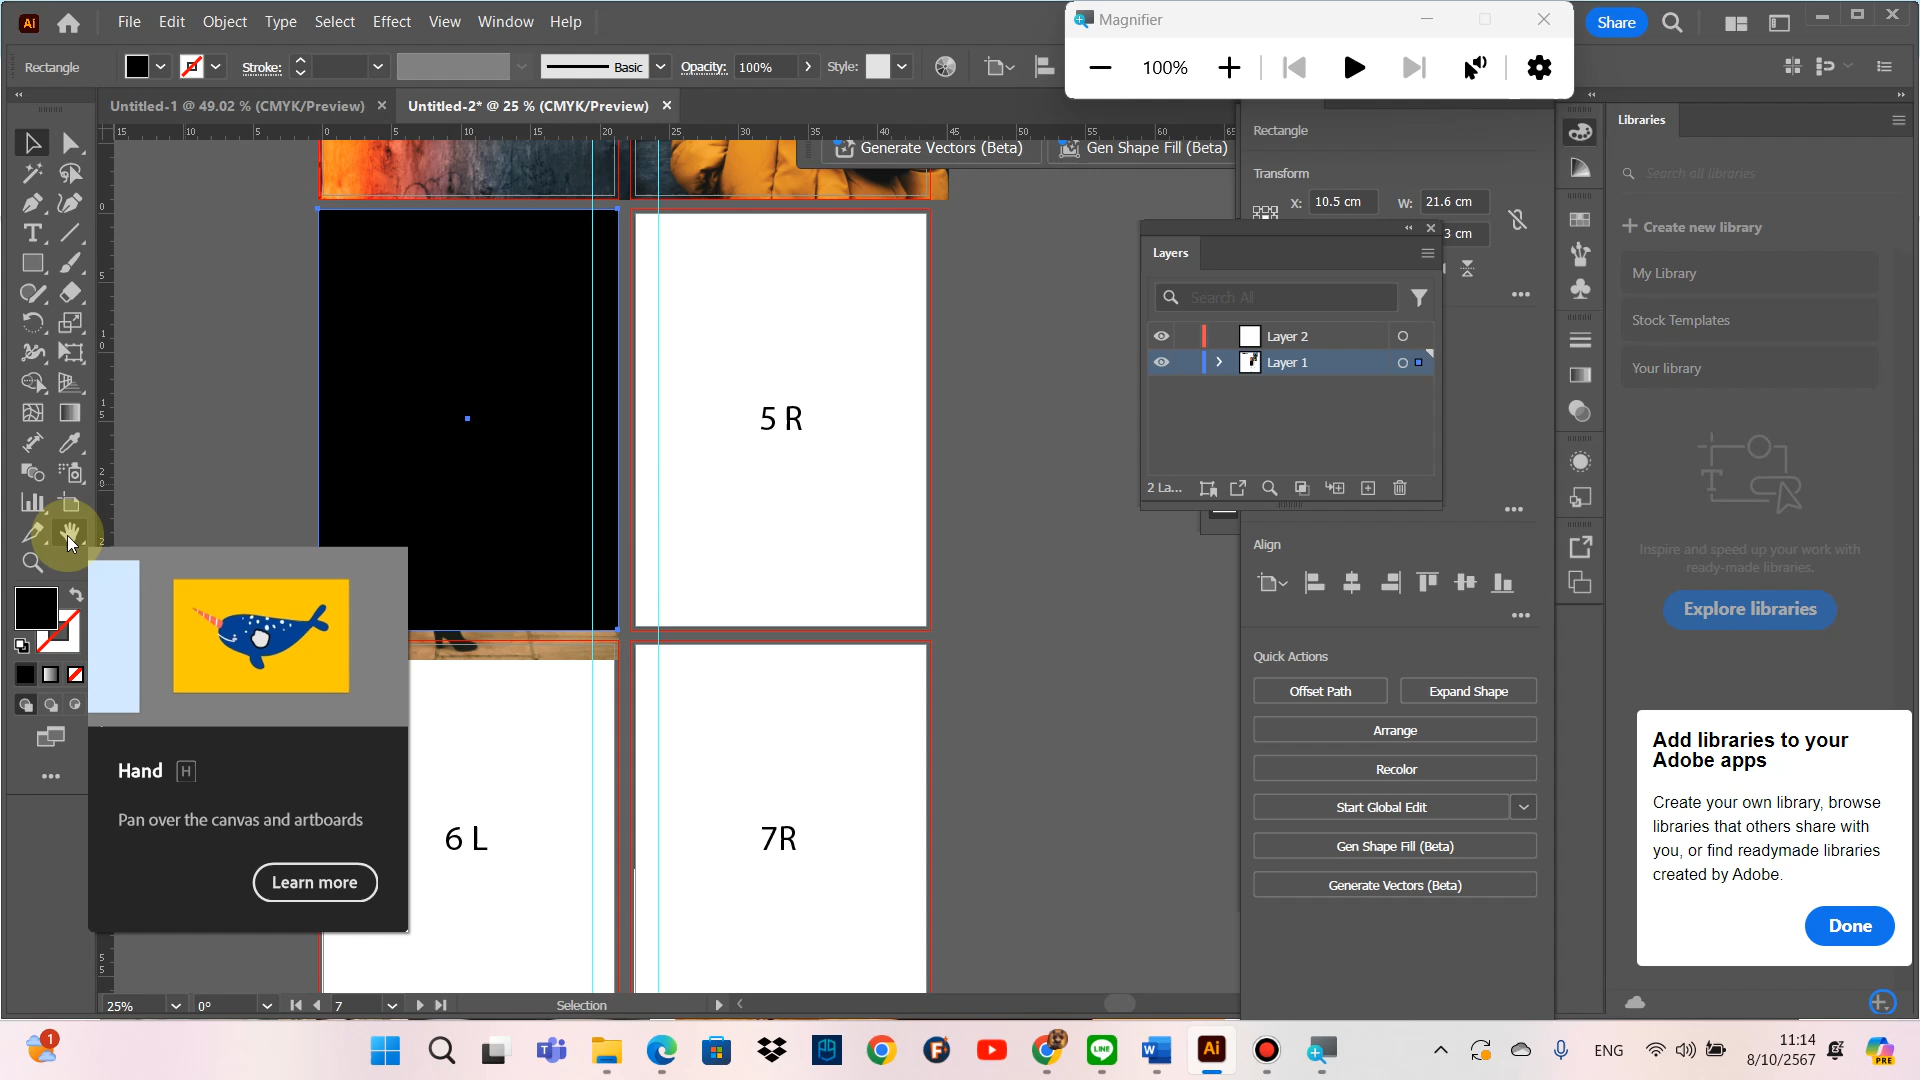 File Edit Object Type Select Effect View Window Help
Magnifier
Share
Rectangle
Stroke:
Basic
Opacity:
100%
Style:
100%
Untitled-1 @ 49.02 % (CMYK/Preview)
Untitled-2* @ 25 % (CMYK/Preview)
Generate Vectors (Beta)
Gen Shape Fill (Beta)
Rectangle
Transform
X: 10.5 cm
W: 21.6 cm
3 cm
Layers
Search All
Layer 2
Layer 1
2 La...
5 R
6 L
7R
Hand H
Pan over the canvas and artboards
Learn more
Align
Quick Actions
Offset Path
Expand Shape
Arrange
Recolor
Start Global Edit
Gen Shape Fill (Beta)
Generate Vectors (Beta)
Libraries
Search all libraries
Create new library
My Library
Stock Templates
Your library
Inspire and speed up your work with
ready-made libraries.
Explore libraries
Add libraries to your
Adobe apps
Create your own library, browse
libraries that others share with
you, or find readymade libraries
created by Adobe.
Done
25%
0°
7
Selection
ENG
11:14
8/10/2567